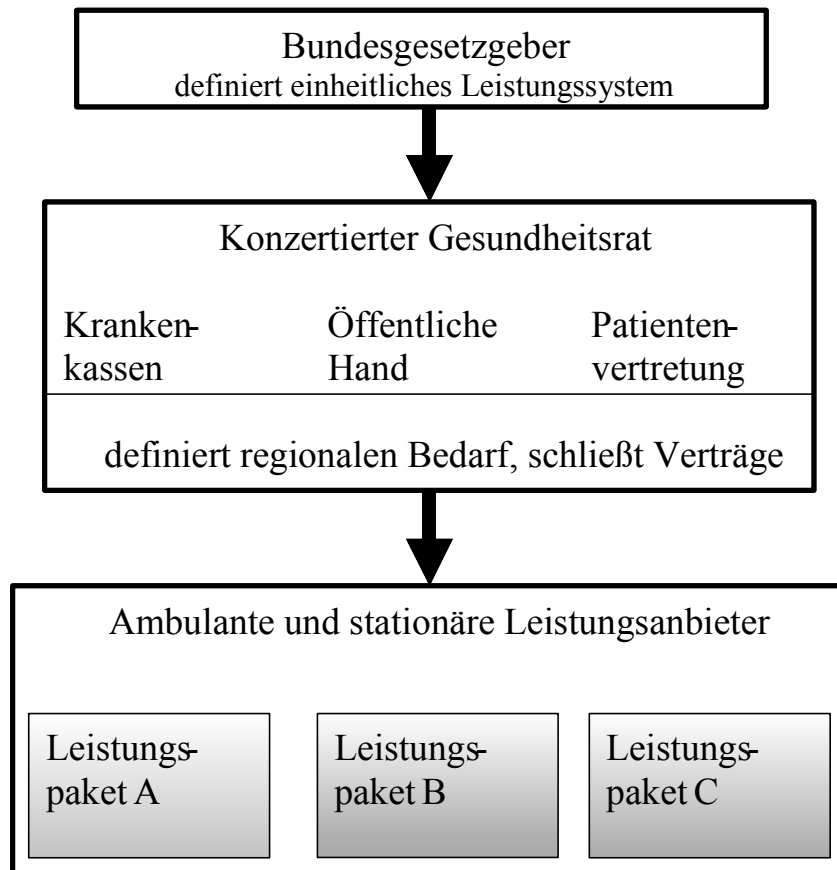 Bundesgesetzgeber
definiert einheitliches Leistungssystem
Konzertierter Gesundheitsrat
Kranken-
kassen
Öffentliche
Hand
Patienten-
vertretung
definiert regionalen Bedarf, schließt Verträge
Ambulante und stationäre Leistungsanbieter
Leistungs-
paket A
Leistungs-
paket B
Leistungs-
paket C